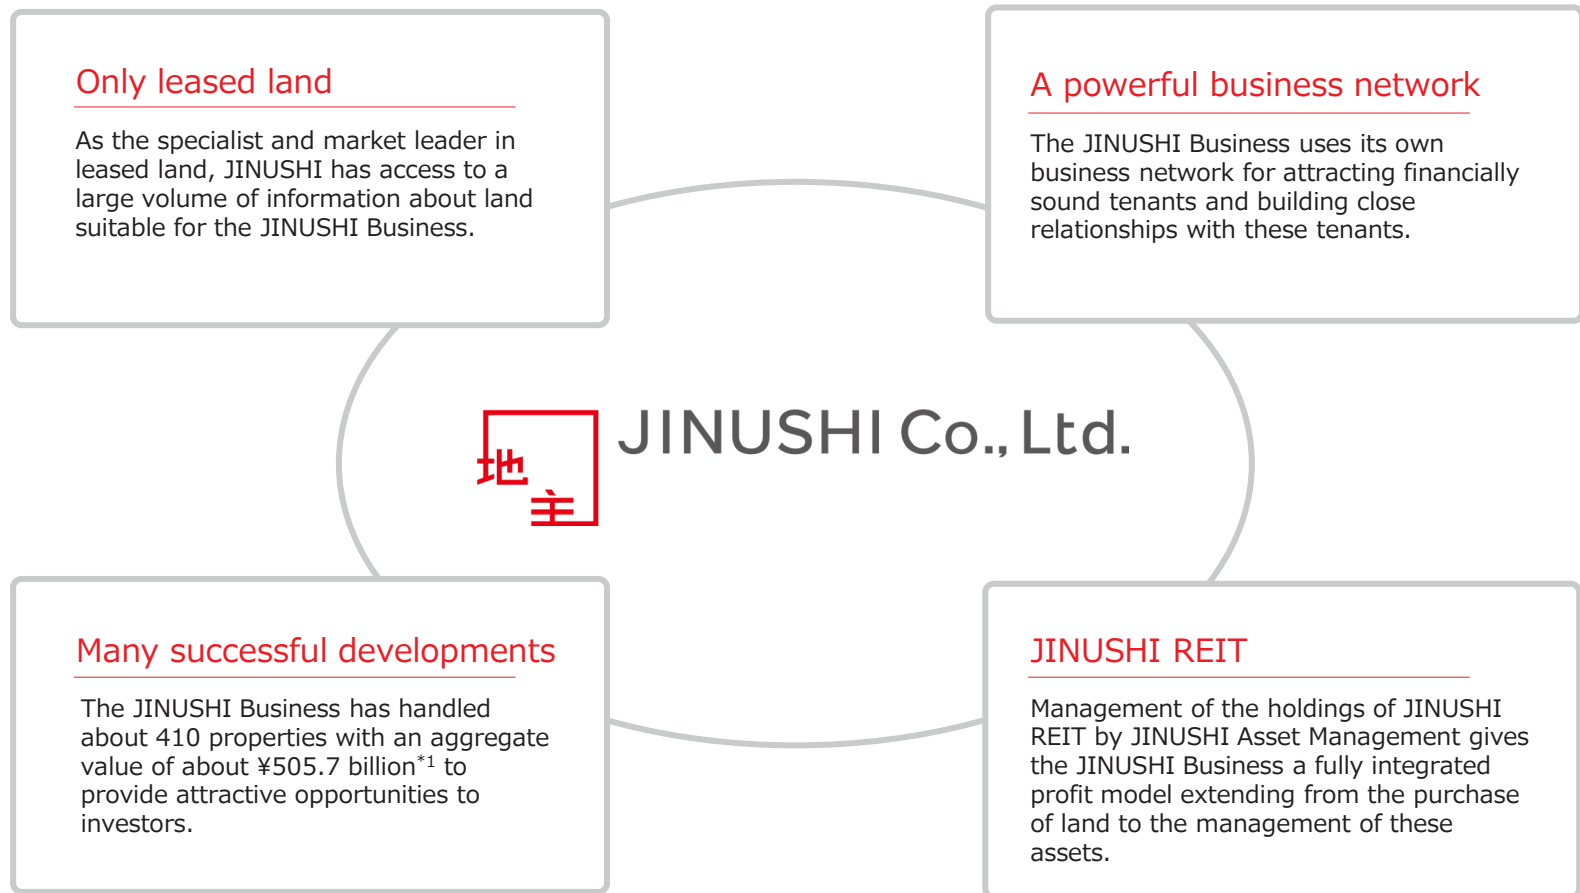 Only leased land
As the specialist and market leader in
leased land, JINUSHI has access to a
large volume of information about land
suitable for the JINUSHI Business.
A powerful business network
The JINUSHI Business uses its own
business network for attracting financially
sound tenants and building close
relationships with these tenants.
地主
JINUSHI Co., Ltd.
Many successful developments
The JINUSHI Business has handled
about 410 properties with an aggregate
value of about ¥505.7 billion*1 to
provide attractive opportunities to
investors.
JINUSHI REIT
Management of the holdings of JINUSHI
REIT by JINUSHI Asset Management gives
the JINUSHI Business a fully integrated
profit model extending from the purchase
of land to the management of these
assets.